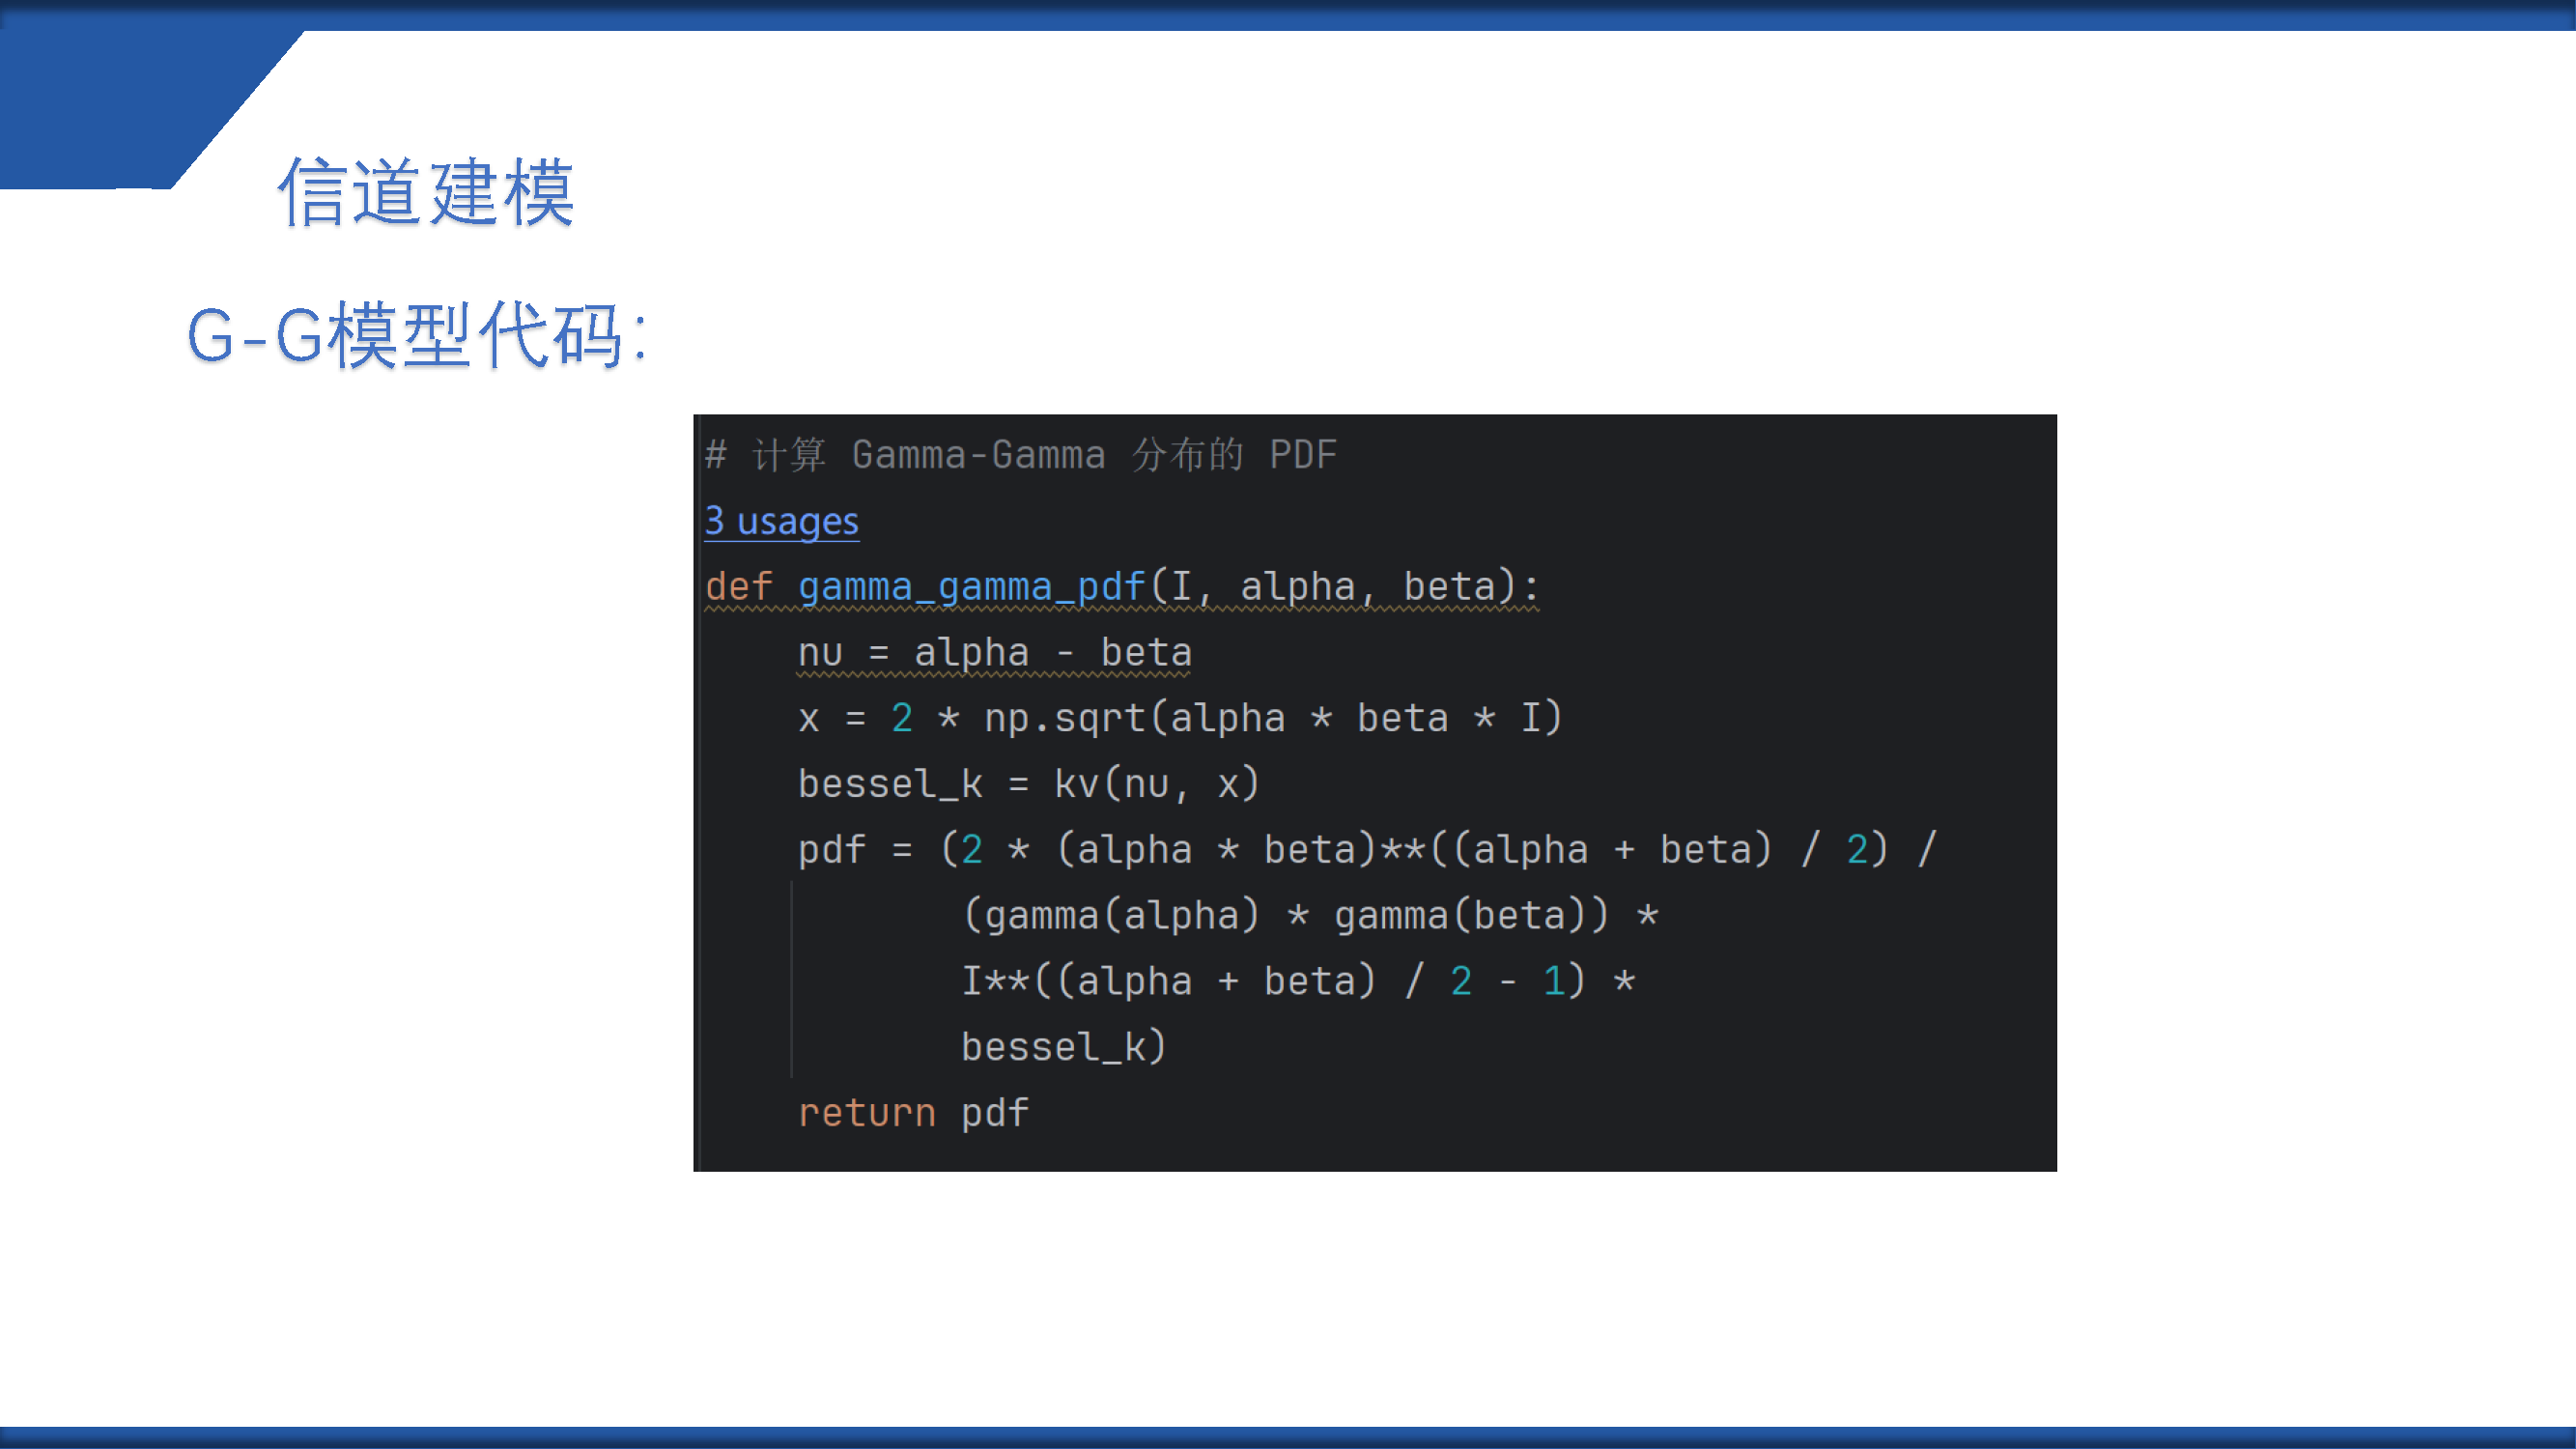 信道建模
G-G模型代码：
# 计算 Gamma-Gamma 分布的 PDF
3 usages
def gamma_gamma_pdf(I, alpha, beta):
    nu = alpha - beta
    x = 2 * np.sqrt(alpha * beta * I)
    bessel_k = kv(nu, x)
    pdf = (2 * (alpha * beta)**((alpha + beta) / 2) /
           (gamma(alpha) * gamma(beta)) *
           I**((alpha + beta) / 2 - 1) *
           bessel_k)
    return pdf